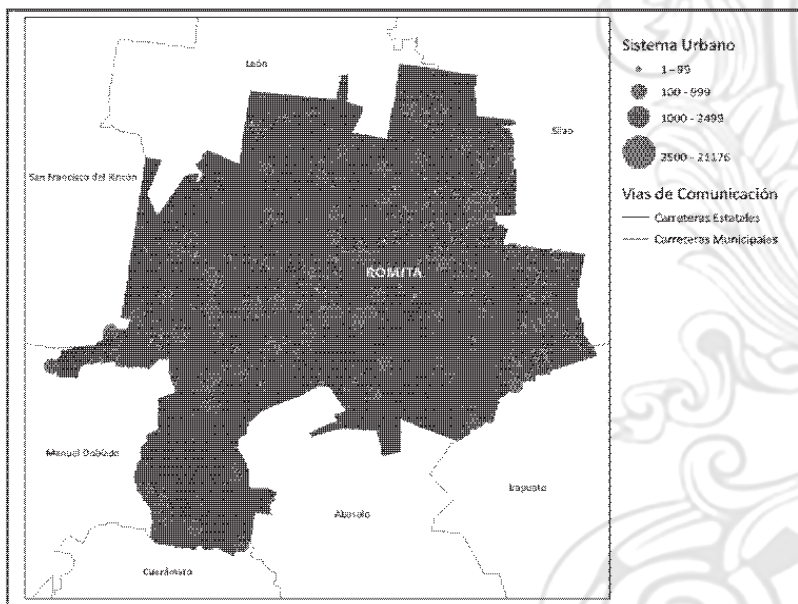 Sistema Urbano
1 - 99
100 - 999
1000 - 2499
2500 - 21176
Vías de Comunicación
Carreteras Estatales
Carreteras Municipales
León
Silao
San Francisco del Rincón
ROMITA
Manuel Doblado
Irapuato
Abasolo
Cuerámaro